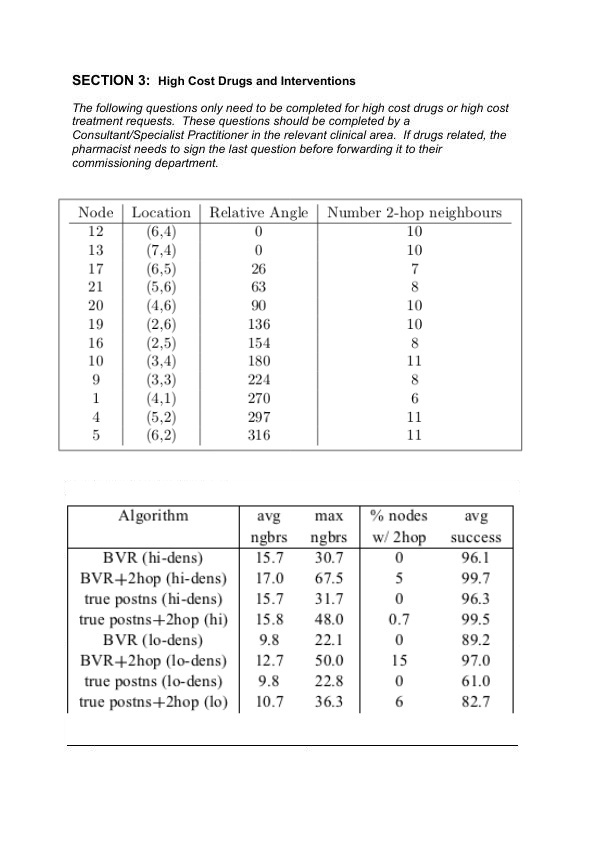 SECTION 3: High Cost Drugs and Interventions
The following questions only need to be completed for high cost drugs or high cost
treatment requests. These questions should be completed by a
Consultant/Specialist Practitioner in the relevant clinical area. If drugs related, the
pharmacist needs to sign the last question before forwarding it to their
commissioning department.
Node Location Relative Angle Number 2-hop neighbours
12 (6,4) 0 10
13 (7,4) 0 10
17 (6,5) 26 7
21 (5,6) 63 8
20 (4,6) 90 10
19 (2,6) 136 10
16 (2,5) 154 8
10 (3,4) 180 11
9 (3,3) 224 8
1 (4,1) 270 6
4 (5,2) 297 11
5 (6,2) 316 11
Algorithm avg max % nodes avg
ngbrs ngbrs w/ 2hop success
BVR (hi-dens) 15.7 30.7 0 96.1
BVR+2hop (hi-dens) 17.0 67.5 5 99.7
true postns (hi-dens) 15.7 31.7 0 96.3
true postns+2hop (hi) 15.8 48.0 0.7 99.5
BVR (lo-dens) 9.8 22.1 0 89.2
BVR+2hop (lo-dens) 12.7 50.0 15 97.0
true postns (lo-dens) 9.8 22.8 0 61.0
true postns+2hop (lo) 10.7 36.3 6 82.7